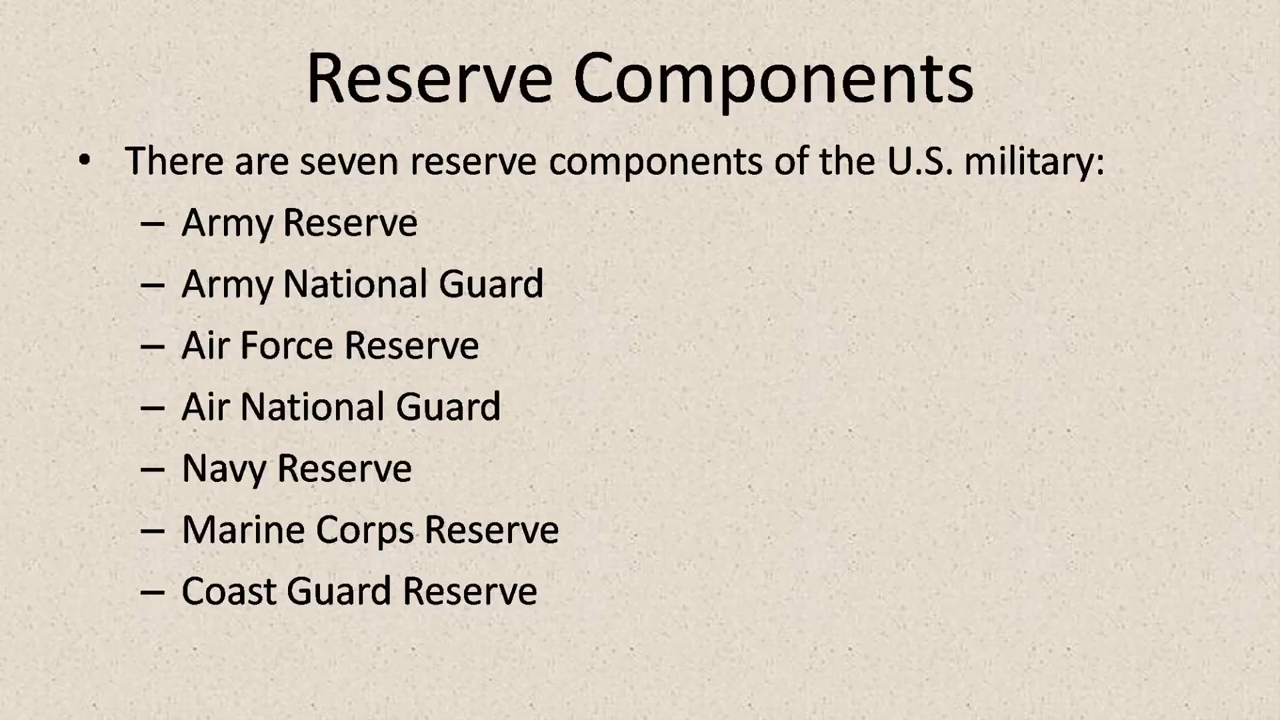 Reserve Components
• There are seven reserve components of the U.S. military:
– Army Reserve
– Army National Guard
– Air Force Reserve
– Air National Guard
– Navy Reserve
– Marine Corps Reserve
– Coast Guard Reserve